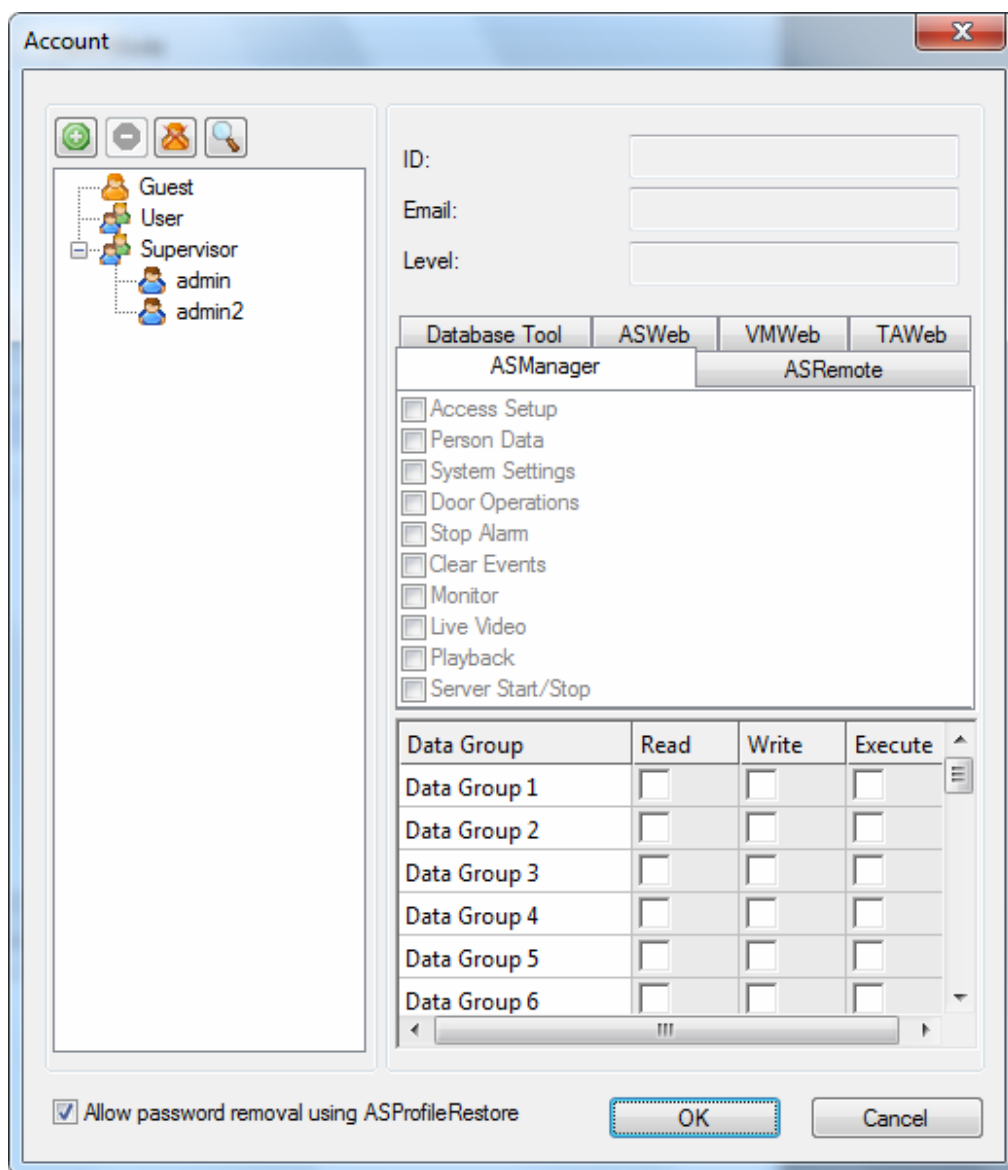 Account
Guest
User
Supervisor
admin
admin2
ID:
Email:
Level:
Database Tool ASWeb VMWeb TAWeb
ASManager ASRemote
Access Setup
Person Data
System Settings
Door Operations
Stop Alarm
Clear Events
Monitor
Live Video
Playback
Server Start/Stop
Data Group Read Write Execute
Data Group 1
Data Group 2
Data Group 3
Data Group 4
Data Group 5
Data Group 6
Allow password removal using ASProfileRestore
OK Cancel